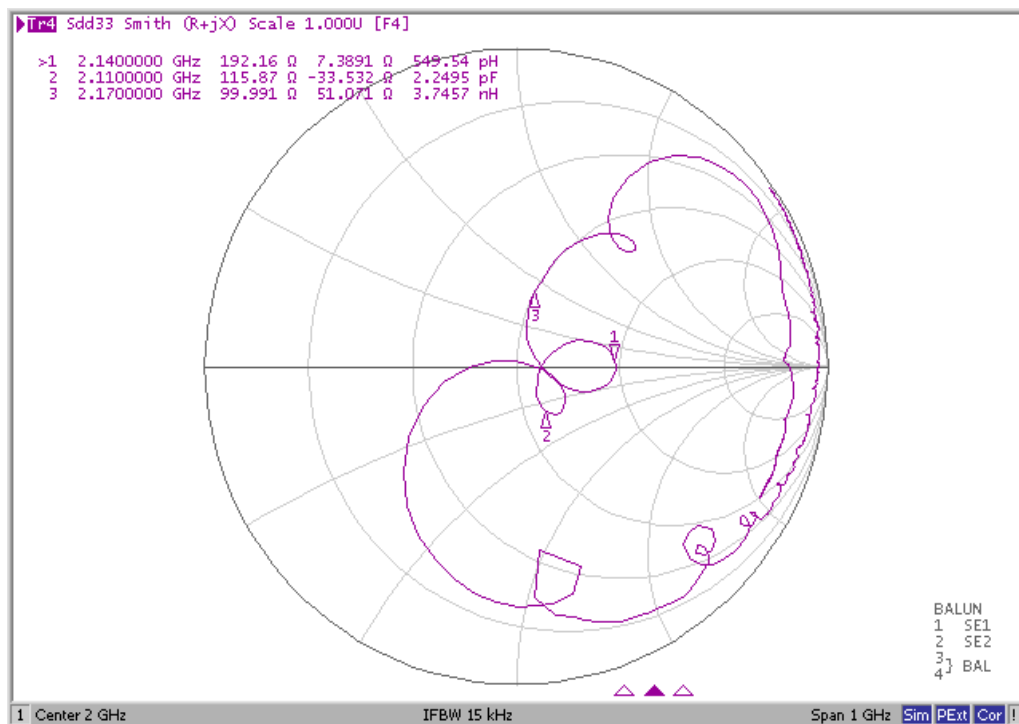 Tr4 Sdd33 Smith (R+jX) Scale 1.000U [F4]
>1 2.1400000 GHz 192.16 Ω 7.3891 Ω 549.54 pH
2 2.1100000 GHz 115.87 Ω -33.532 Ω 2.2495 pF
3 2.1700000 GHz 99.991 Ω 51.071 Ω 3.7457 nH
1
3
2
BALUN
1 SE1
2 SE2
3
4} BAL
1 Center 2 GHz IFBW 15 kHz Span 1 GHz Sim PExt Cor !